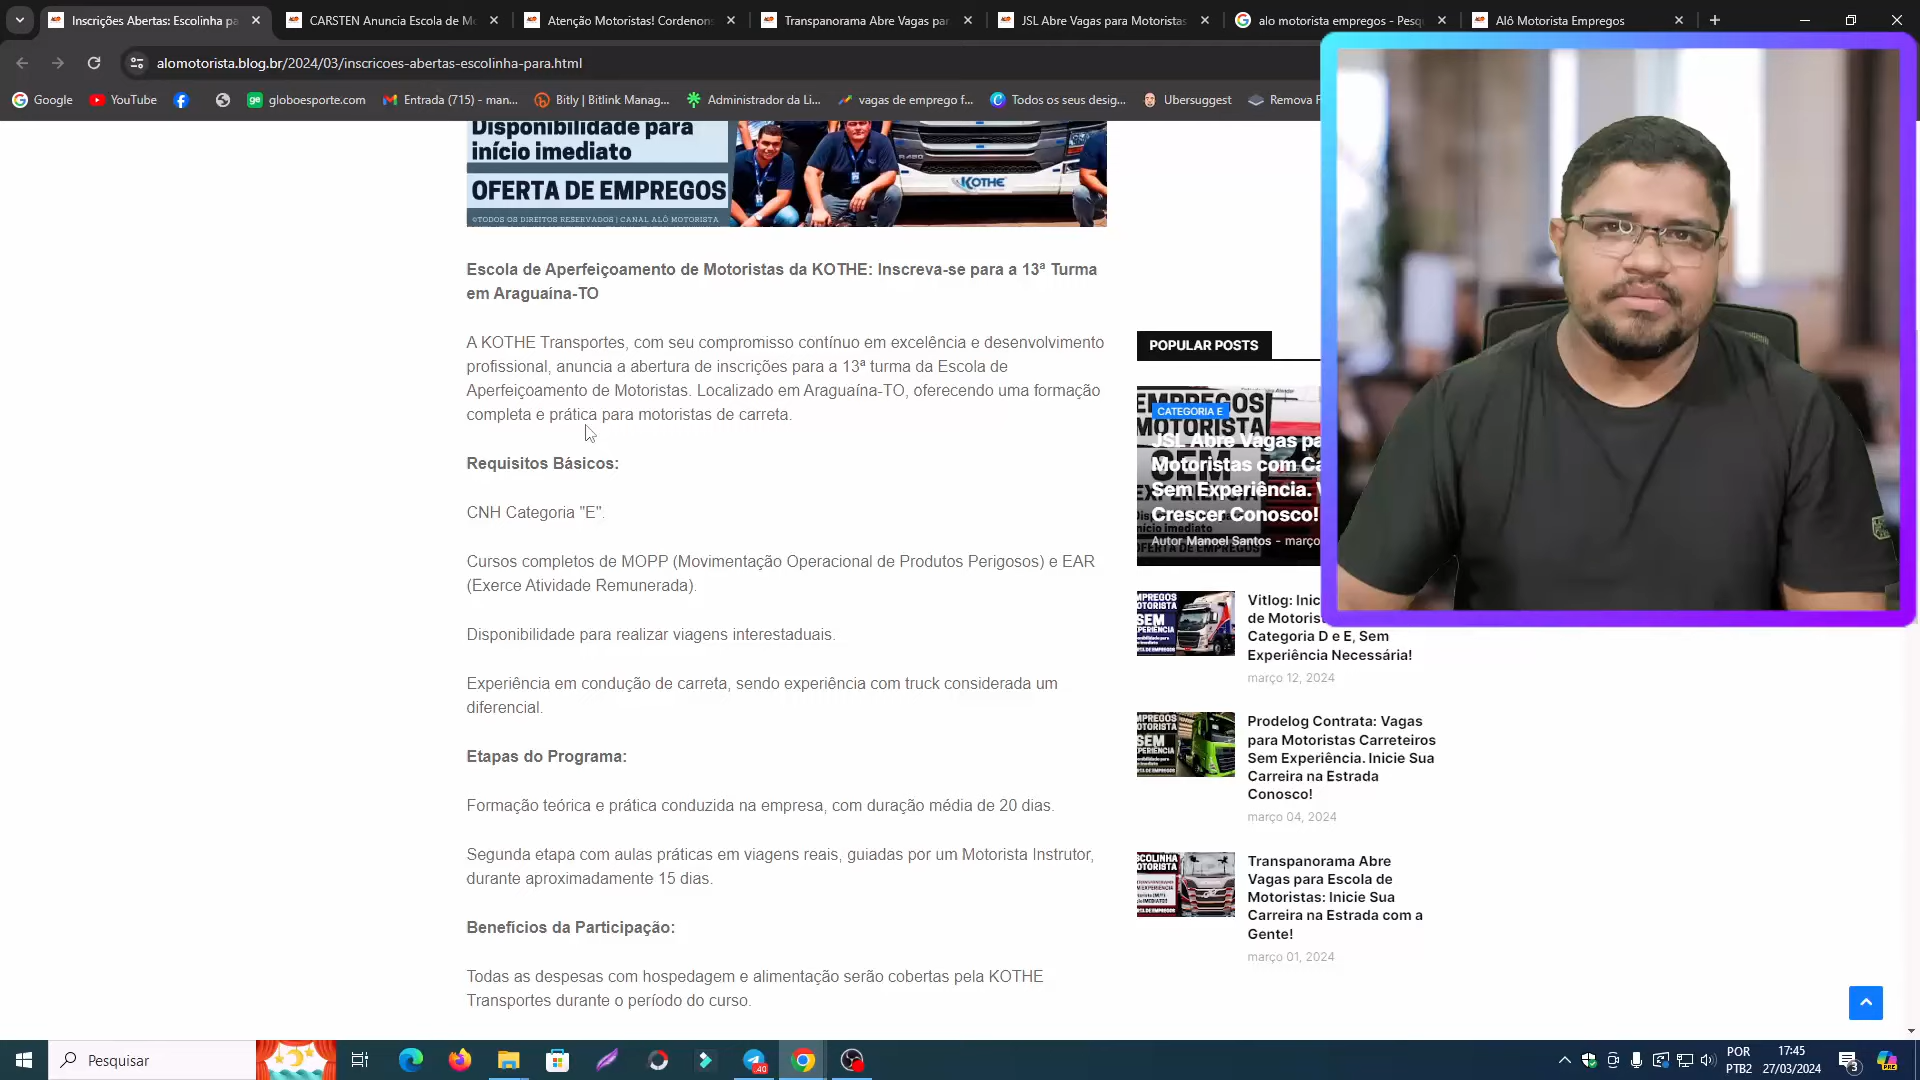 Inscrições Abertas: Escolinha pa
CARSTEN Anuncia Escola de Mo
Atenção Motoristas! Cordenons
Transpanorama Abre Vagas par
JSL Abre Vagas para Motoristas
alo motorista empregos - Pesqu
Alô Motorista Empregos
alomotorista.blog.br/2024/03/inscricoes-abertas-escolinha-para.html
Google
YouTube
globoesporte.com
Entrada (715) - man...
Bitly | Bitlink Manag...
Administrador da Li...
vagas de emprego f...
Todos os seus desig...
Ubersuggest
Remova F
Disponibilidade para
início imediato
OFERTA DE EMPREGOS
©TODOS OS DIREITOS RESERVADOS | CANAL ALÔ MOTORISTA
R450
KOTHE
Escola de Aperfeiçoamento de Motoristas da KOTHE: Inscreva-se para a 13ª Turma
em Araguaína-TO
A KOTHE Transportes, com seu compromisso contínuo em excelência e desenvolvimento
profissional, anuncia a abertura de inscrições para a 13ª turma da Escola de
Aperfeiçoamento de Motoristas. Localizado em Araguaína-TO, oferecendo uma formação
completa e prática para motoristas de carreta.
Requisitos Básicos:
CNH Categoria "E".
Cursos completos de MOPP (Movimentação Operacional de Produtos Perigosos) e EAR
(Exerce Atividade Remunerada).
Disponibilidade para realizar viagens interestaduais.
Experiência em condução de carreta, sendo experiência com truck considerada um
diferencial.
Etapas do Programa:
Formação teórica e prática conduzida na empresa, com duração média de 20 dias.
Segunda etapa com aulas práticas em viagens reais, guiadas por um Motorista Instrutor,
durante aproximadamente 15 dias.
Benefícios da Participação:
Todas as despesas com hospedagem e alimentação serão cobertas pela KOTHE
Transportes durante o período do curso.
POPULAR POSTS
EMPREGOS
MOTORISTA
SEM
CATEGORIA E
JSL Abre Vagas pa
Motoristas com Ca
Sem Experiência. V
Crescer Conosco!
Autor Manoel Santos - março
OFERTA DE EMPREGOS
Vitlog: Inic
de Motorist
Categoria D e E, Sem
Experiência Necessária!
março 12, 2024
Prodelog Contrata: Vagas
para Motoristas Carreteiros
Sem Experiência. Inicie Sua
Carreira na Estrada
Conosco!
março 04, 2024
Transpanorama Abre
Vagas para Escola de
Motoristas: Inicie Sua
Carreira na Estrada com a
Gente!
março 01, 2024
Pesquisar
40
POR
PTB2
17:45
27/03/2024
3